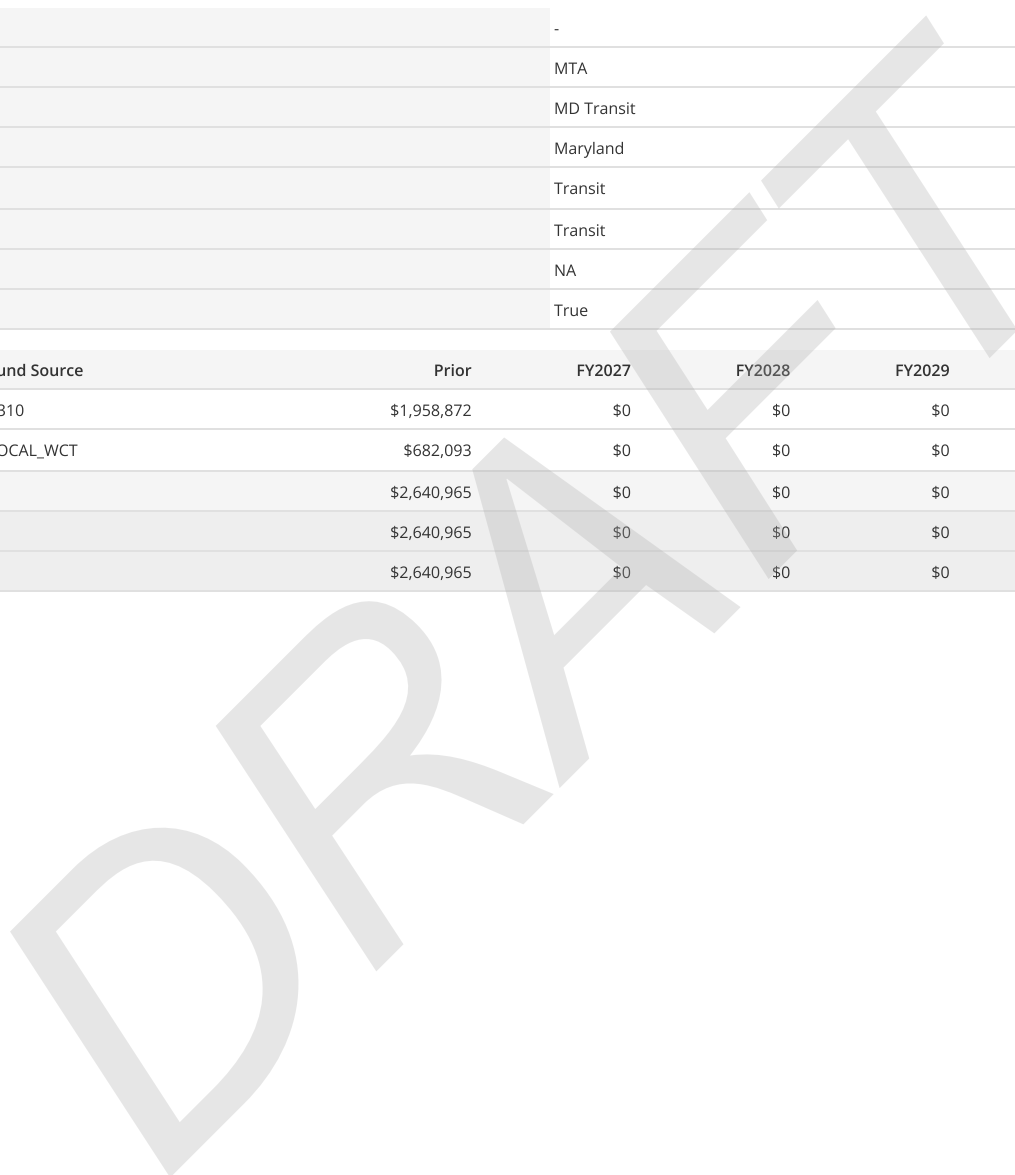 -
MTA
MD Transit
Maryland
Transit
Transit
NA
True
und Source Prior FY2027 FY2028 FY2029
310 $1,958,872 $0 $0 $0
OCAL_WCT $682,093 $0 $0 $0
$2,640,965 $0 $0 $0
$2,640,965 $0 $0 $0
$2,640,965 $0 $0 $0
DRAFT